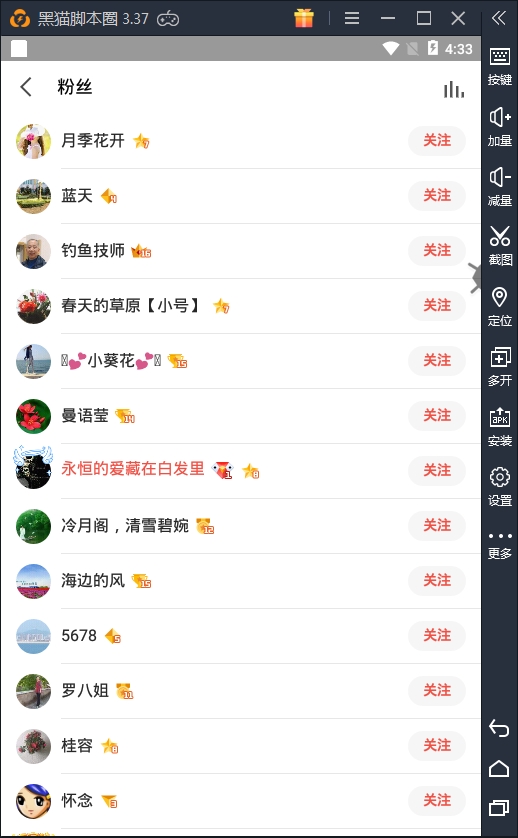 黑猫脚本圈 3.37
4:33
粉丝
月季花开 7 关注
蓝天 4 关注
钓鱼技师 16 关注
春天的草原【小号】 7 关注
💕小葵花💕 15 关注
曼语莹 14 关注
永恒的爱藏在白发里 1 8 关注
冷月阁，清雪碧婉 12 关注
海边的风 15 关注
5678 5 关注
罗八姐 11 关注
桂容 8 关注
怀念 3 关注
按键
加量
减量
截图
定位
多开
APK
安装
设置
更多